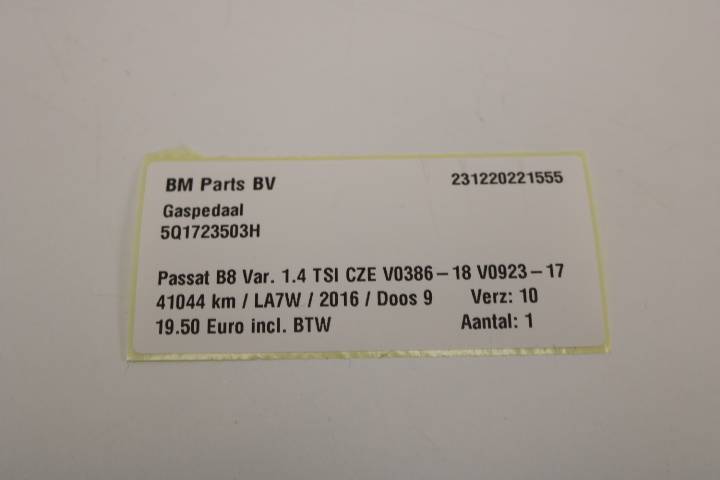 BM Parts BV 231220221555
Gaspedaal
5Q1723503H
Passat B8 Var. 1.4 TSI CZE V0386-18 V0923-17
41044 km / LA7W / 2016 / Doos 9 Verz: 10
19.50 Euro incl. BTW Aantal: 1